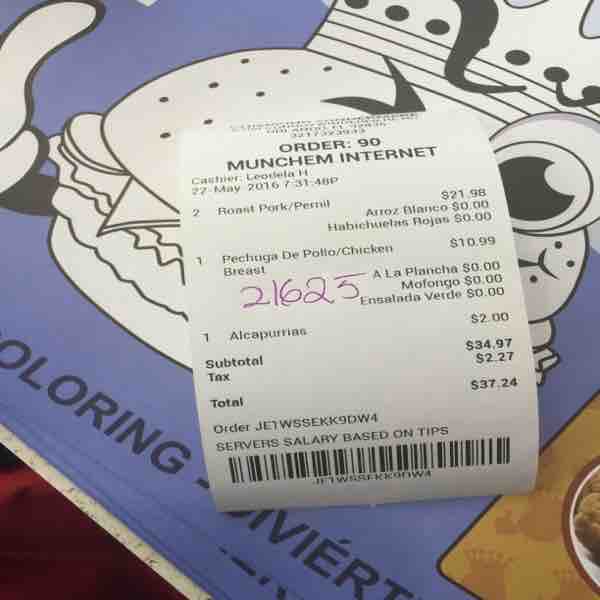 3217323933
ORDER: 90
MUNCHEM INTERNET
Cashier: Leodela H
27-May 2016 7:31:48P
2 Roast Pork/Pernil $21.98
Arroz Blanco $0.00
Habichuelas Rojas $0.00
1 Pechuga De Pollo/Chicken Breast $10.99
A La Plancha $0.00
Mofongo $0.00
Ensalada Verde $0.00
21625
1 Alcapurrias $2.00
Subtotal $34.97
Tax $2.27
Total $37.24
Order JE1WSSEKK9DW4
SERVERS SALARY BASED ON TIPS
JE1WSSEKK9DW4
OLORING - DIVIÉRT